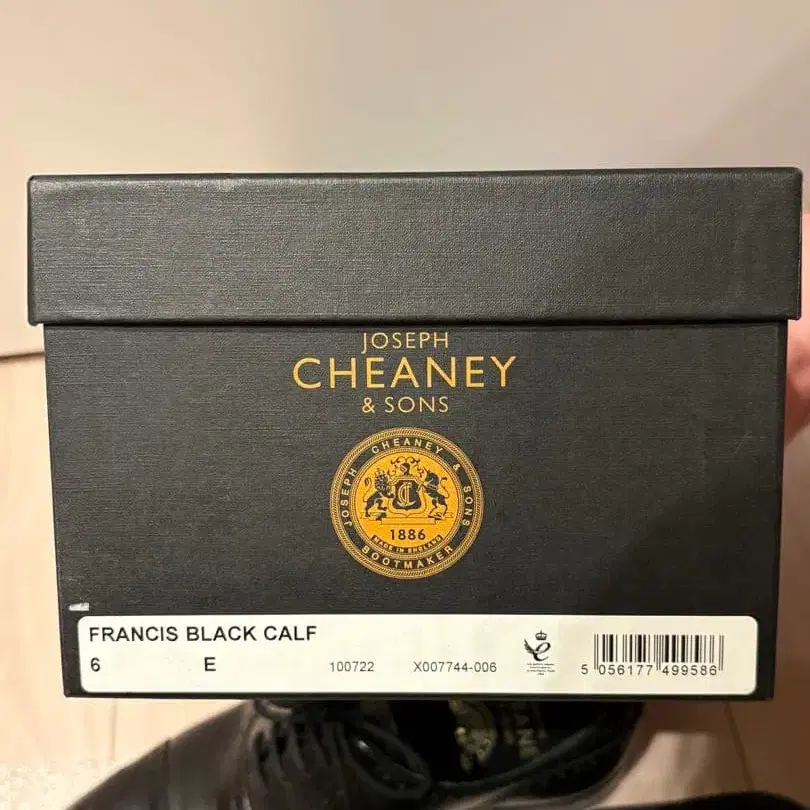 JOSEPH
CHEANEY
& SONS
JOSEPH CHEANEY & SONS
1886
MADE IN ENGLAND
BOOTMAKER
FRANCIS BLACK CALF
6 E 100722 X007744-006
5 056177 499586